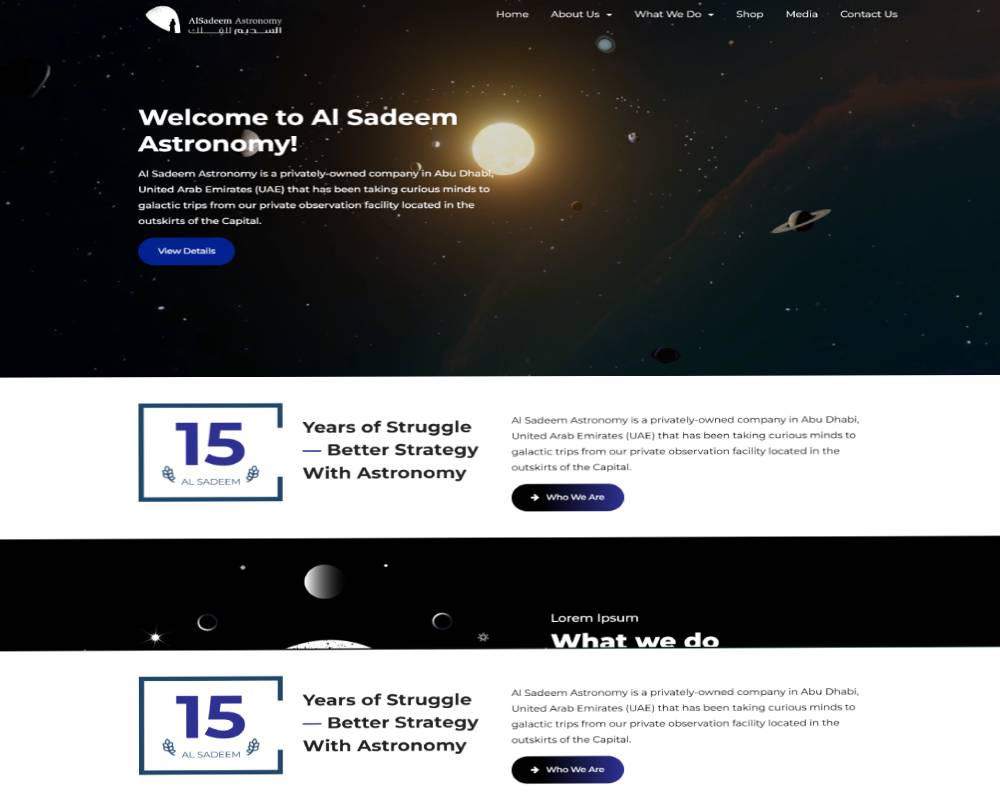 AlSadeem Astronomy
السديم للفلك
Home About Us What We Do Shop Media Contact Us
Welcome to Al Sadeem
Astronomy!
Al Sadeem Astronomy is a privately-owned company in Abu Dhabi,
United Arab Emirates (UAE) that has been taking curious minds to
galactic trips from our private observation facility located in the
outskirts of the Capital.
View Details
15
AL SADEEM
Years of Struggle
— Better Strategy
With Astronomy
Al Sadeem Astronomy is a privately-owned company in Abu Dhabi,
United Arab Emirates (UAE) that has been taking curious minds to
galactic trips from our private observation facility located in the
outskirts of the Capital.
Who We Are
Lorem Ipsum
What we do
15
AL SADEEM
Years of Struggle
— Better Strategy
With Astronomy
Al Sadeem Astronomy is a privately-owned company in Abu Dhabi,
United Arab Emirates (UAE) that has been taking curious minds to
galactic trips from our private observation facility located in the
outskirts of the Capital.
Who We Are